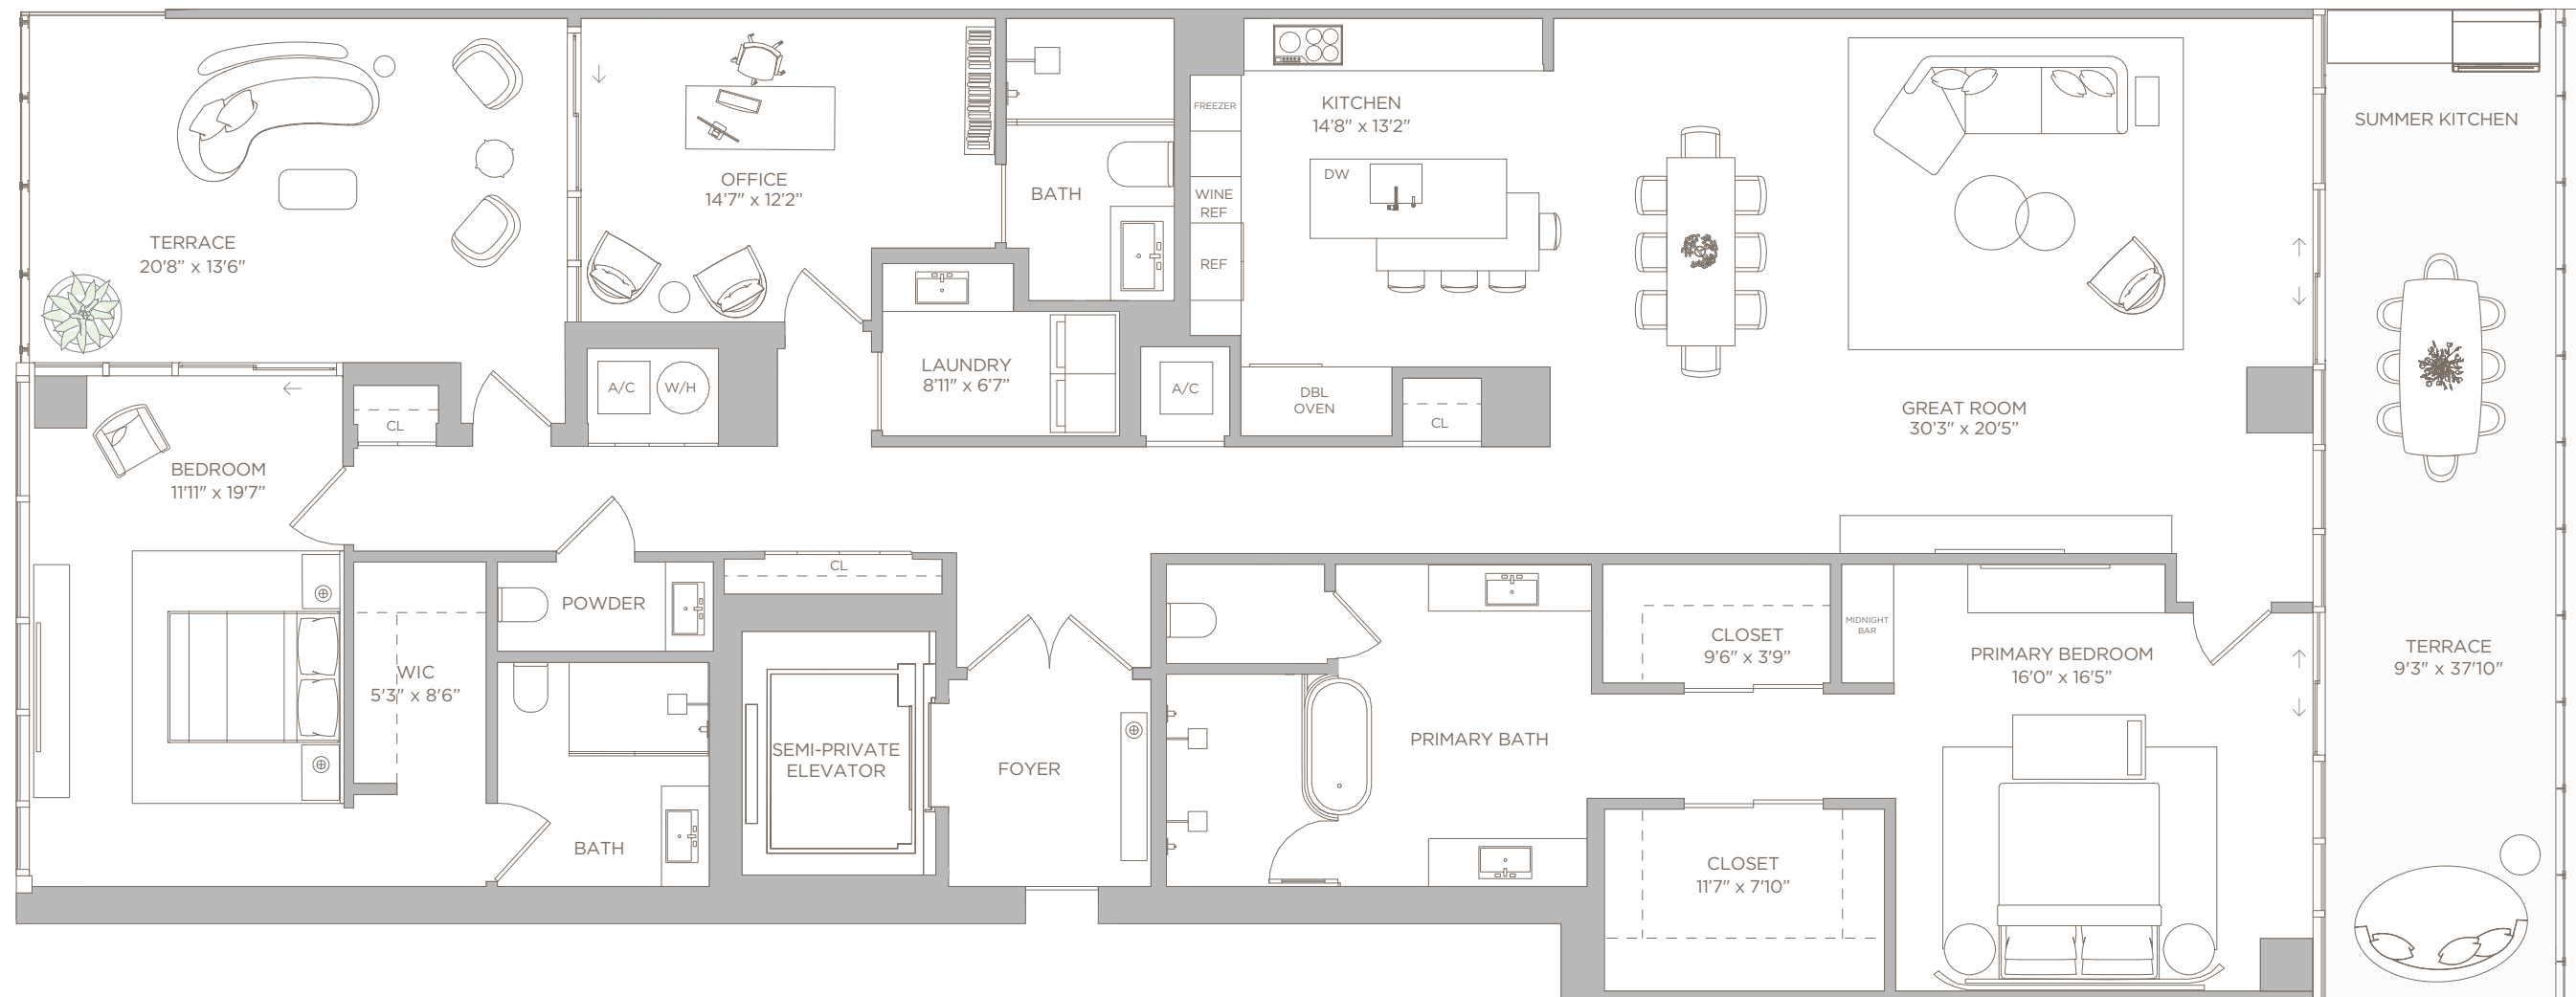 FREEZER
KITCHEN
14'8" x 13'2"
SUMMER KITCHEN
DW
OFFICE
14'7" x 12'2"
BATH
WINE
REF
REF
TERRACE
20'8" x 13'6"
LAUNDRY
8'11" x 6'7"
A/C
W/H
A/C
DBL
OVEN
CL
CL
GREAT ROOM
30'3" x 20'5"
BEDROOM
11'11" x 19'7"
CL
POWDER
MIDNIGHT
BAR
CLOSET
9'6" x 3'9"
PRIMARY BEDROOM
16'0" x 16'5"
TERRACE
9'3" x 37'10"
WIC
5'3" x 8'6"
SEMI-PRIVATE
ELEVATOR
FOYER
PRIMARY BATH
BATH
CLOSET
11'7" x 7'10"